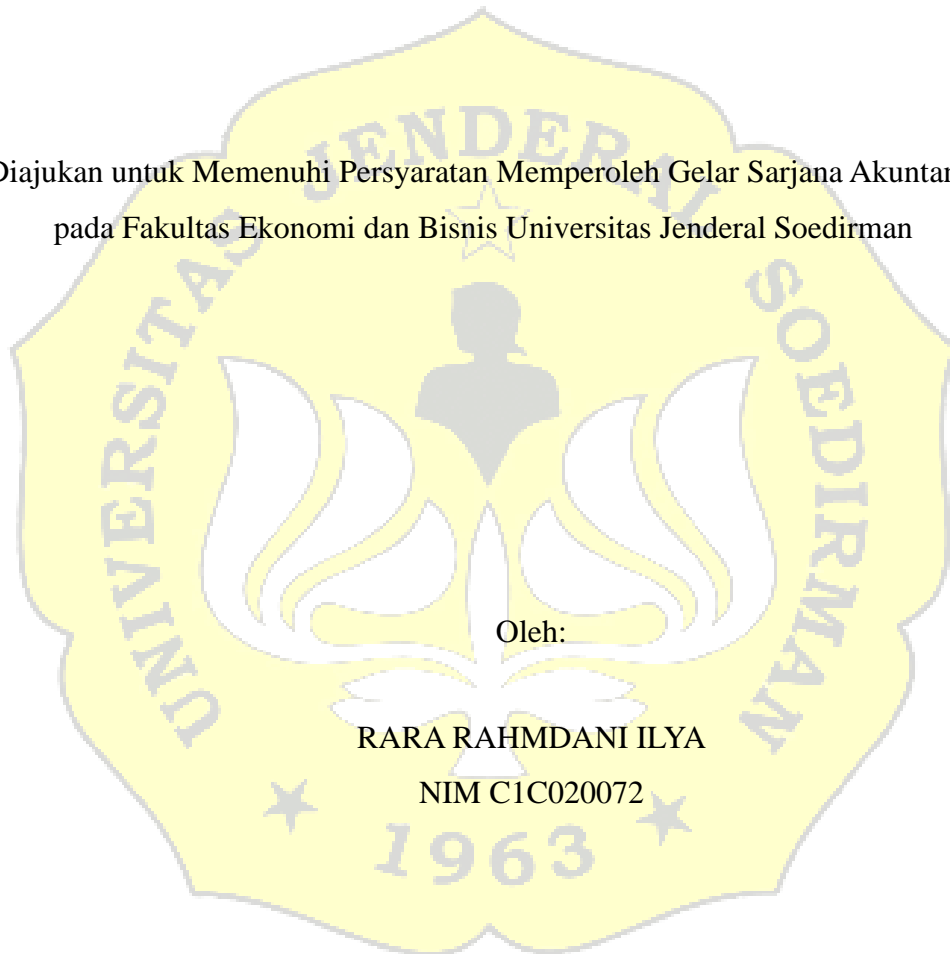 Diajukan untuk Memenuhi Persyaratan Memperoleh Gelar Sarjana Akuntan
pada Fakultas Ekonomi dan Bisnis Universitas Jenderal Soedirman
UNIVERSITAS JENDERAL SOEDIRMAN
Oleh:
RARA RAHMDANI ILYA
NIM C1C020072
1963